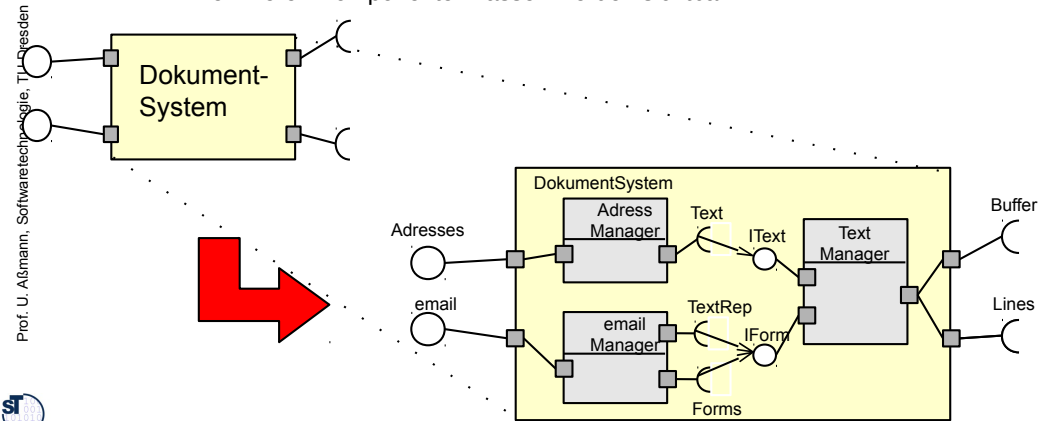 Prof. U. Aßmann, Softwaretechnologie, TU Dresden
Dokument-
System
DokumentSystem
Adress
Manager
Text
IText
Text
Manager
Buffer
Adresses
email
email
Manager
TextRep
IForm
Lines
Forms
sT